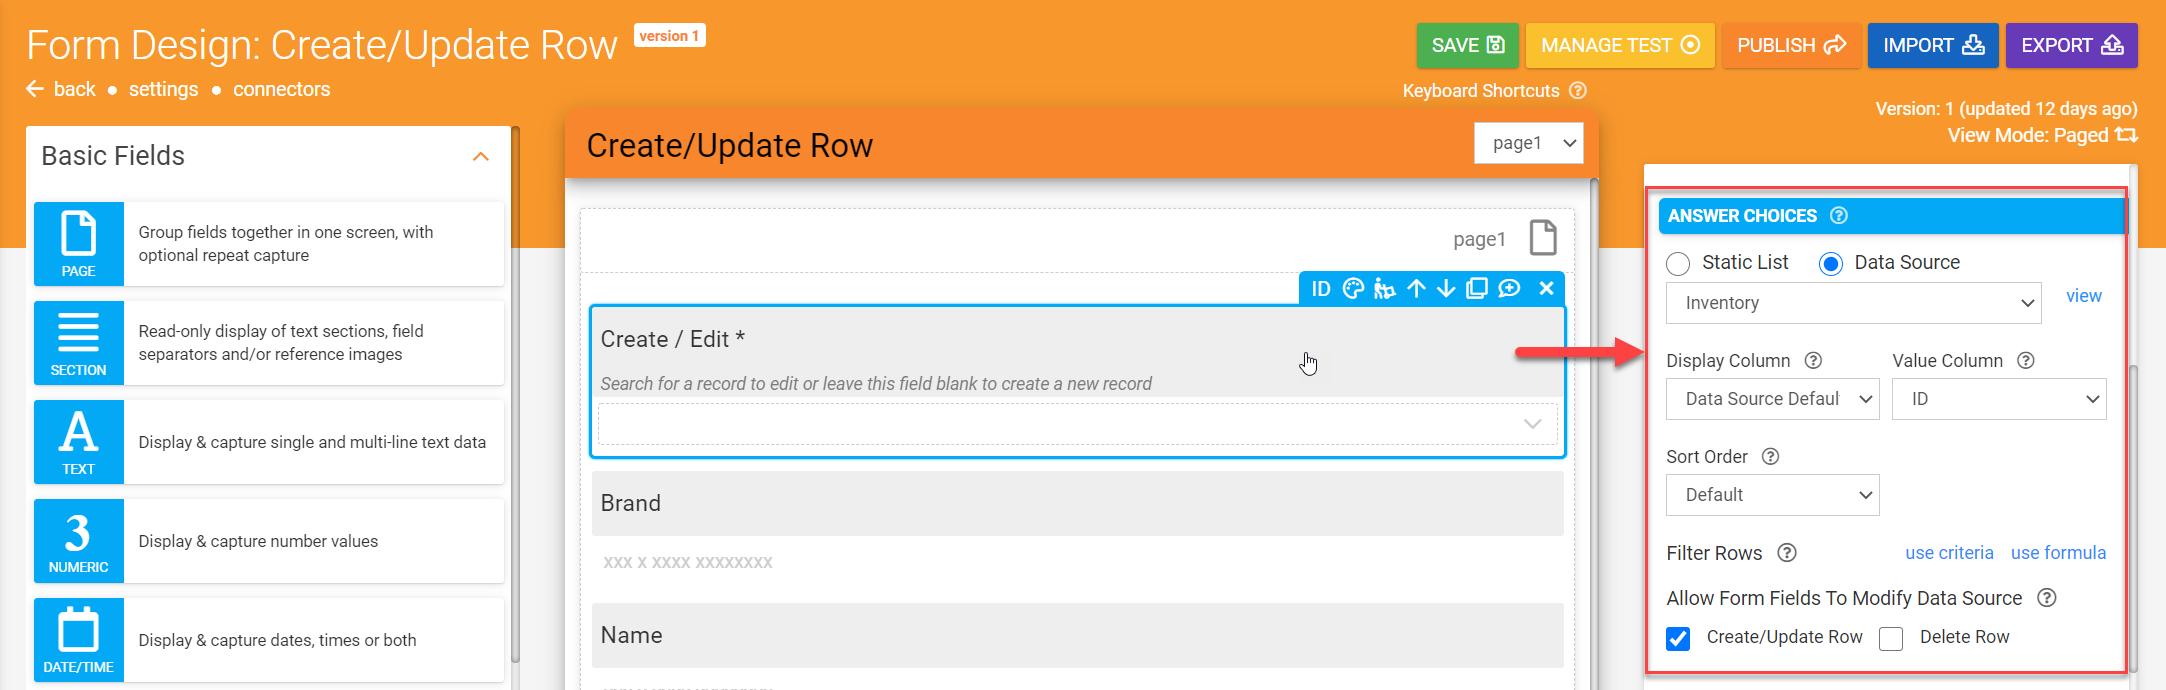 Form Design: Create/Update Row version 1
SAVE MANAGE TEST PUBLISH IMPORT EXPORT
back • settings • connectors
Keyboard Shortcuts
Version: 1 (updated 12 days ago)
View Mode: Paged
Basic Fields
PAGE
Group fields together in one screen, with
optional repeat capture
SECTION
Read-only display of text sections, field
separators and/or reference images
A
TEXT
Display & capture single and multi-line text data
3
NUMERIC
Display & capture number values
DATE/TIME
Display & capture dates, times or both
Create/Update Row
page1
page1
ID
Create / Edit *
Search for a record to edit or leave this field blank to create a new record
Brand
XXX X XXXX XXXXXXXX
Name
ANSWER CHOICES
Static List Data Source
Inventory view
Display Column Value Column
Data Source Defaul ID
Sort Order
Default
Filter Rows use criteria use formula
Allow Form Fields To Modify Data Source
Create/Update Row Delete Row